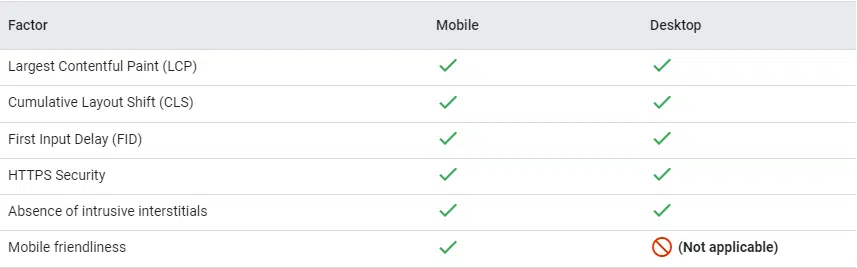 Factor Mobile Desktop
Largest Contentful Paint (LCP)
Cumulative Layout Shift (CLS)
First Input Delay (FID)
HTTPS Security
Absence of intrusive interstitials
Mobile friendliness (Not applicable)